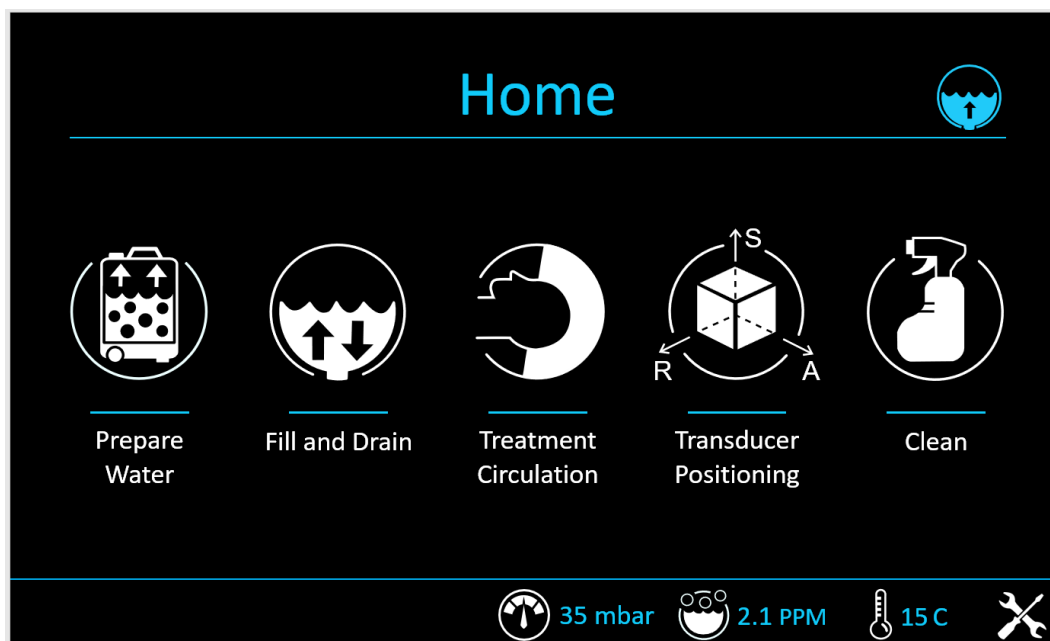 Home
S
R
A
Prepare
Water
Fill and Drain
Treatment
Circulation
Transducer
Positioning
Clean
35 mbar
2.1 PPM
15 C